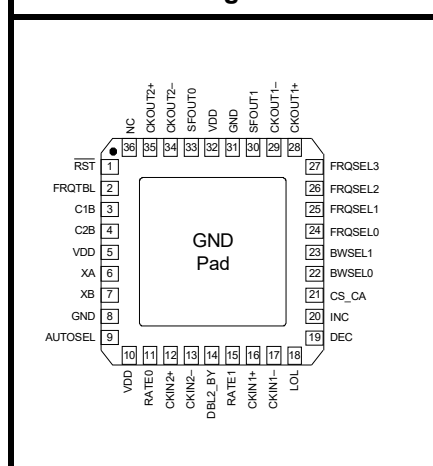 NC
CKOUT2+
CKOUT2–
SFOUT0
VDD
GND
SFOUT1
CKOUT1–
CKOUT1+
36 35 34 33 32 31 30 29 28
RST 1
FRQTBL 2
C1B 3
C2B 4
VDD 5
XA 6
XB 7
GND 8
AUTOSEL 9
GND
Pad
27 FRQSEL3
26 FRQSEL2
25 FRQSEL1
24 FRQSEL0
23 BWSEL1
22 BWSEL0
21 CS_CA
20 INC
19 DEC
10 11 12 13 14 15 16 17 18
VDD
RATE0
CKIN2+
CKIN2–
DBL2_BY
RATE1
CKIN1+
CKIN1–
LOL